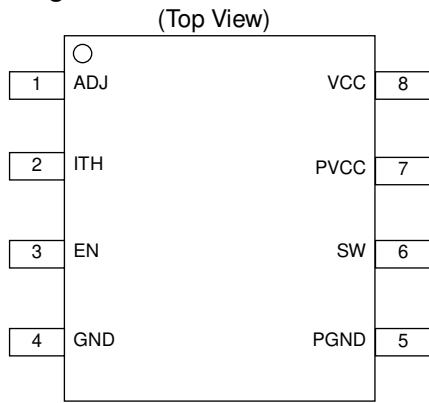 (Top View)
1 ADJ VCC 8
2 ITH PVCC 7
3 EN SW 6
4 GND PGND 5